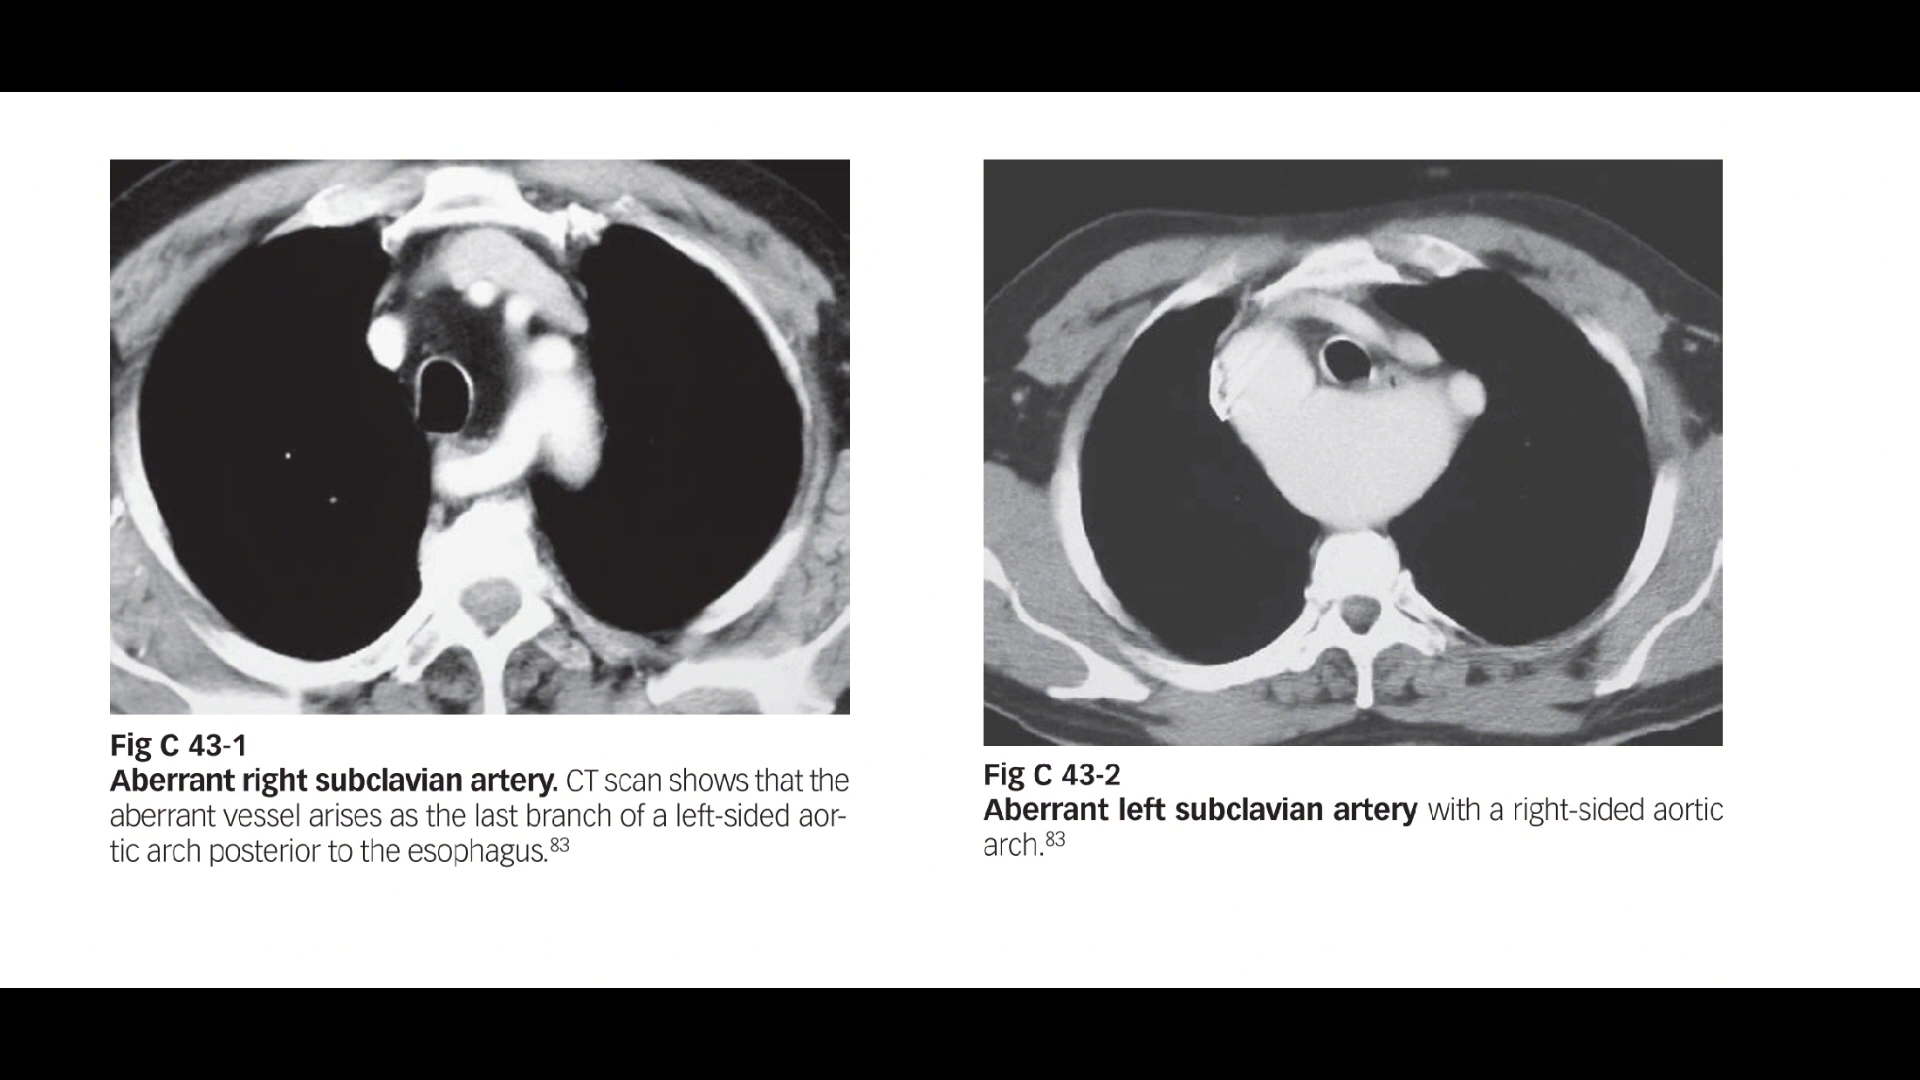 Fig C 43-1
Aberrant right subclavian artery. CT scan shows that the
aberrant vessel arises as the last branch of a left-sided aor-
tic arch posterior to the esophagus.83
Fig C 43-2
Aberrant left subclavian artery with a right-sided aortic
arch.83